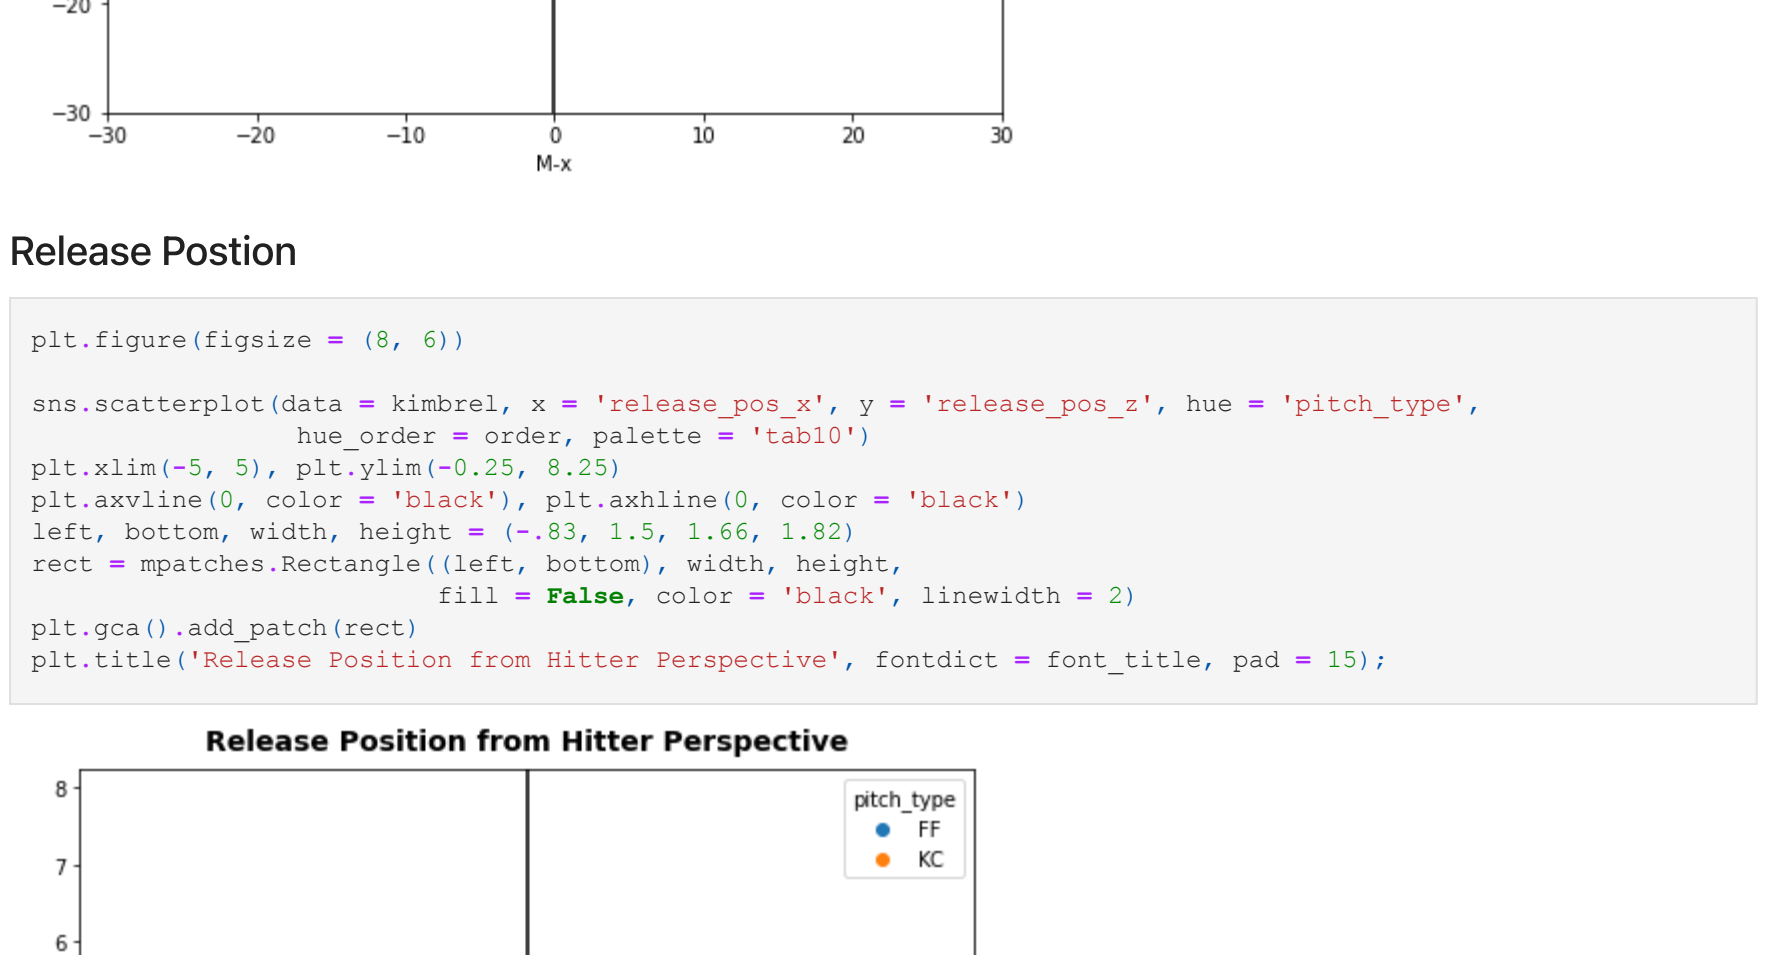 −20
−30
−30 −20 −10 0 10 20 30
M-x
Release Postion
plt.figure(figsize = (8, 6))
sns.scatterplot(data = kimbrel, x = 'release_pos_x', y = 'release_pos_z', hue = 'pitch_type',
                 hue_order = order, palette = 'tab10')
plt.xlim(-5, 5), plt.ylim(-0.25, 8.25)
plt.axvline(0, color = 'black'), plt.axhline(0, color = 'black')
left, bottom, width, height = (-.83, 1.5, 1.66, 1.82)
rect = mpatches.Rectangle((left, bottom), width, height,
                          fill = False, color = 'black', linewidth = 2)
plt.gca().add_patch(rect)
plt.title('Release Position from Hitter Perspective', fontdict = font_title, pad = 15);
Release Position from Hitter Perspective
8
pitch_type
FF
KC
7
6